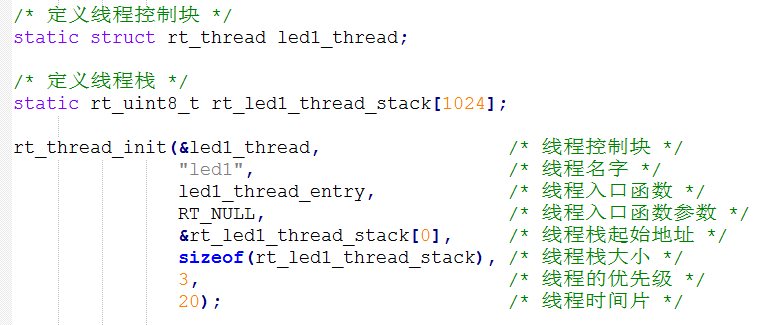 /* 定义线程控制块 */
static struct rt_thread led1_thread;
/* 定义线程栈 */
static rt_uint8_t rt_led1_thread_stack[1024];
rt_thread_init(&led1_thread, /* 线程控制块 */
"led1", /* 线程名字 */
led1_thread_entry, /* 线程入口函数 */
RT_NULL, /* 线程入口函数参数 */
&rt_led1_thread_stack[0], /* 线程栈起始地址 */
sizeof(rt_led1_thread_stack), /* 线程栈大小 */
3, /* 线程的优先级 */
20); /* 线程时间片 */